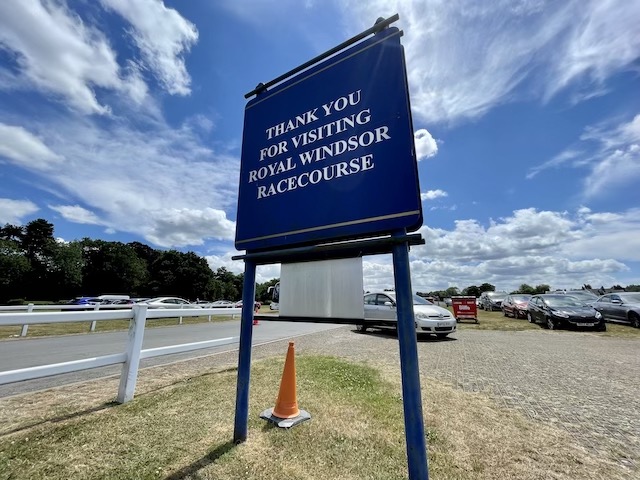 THANK YOU
FOR VISITING
ROYAL WINDSOR
RACECOURSE